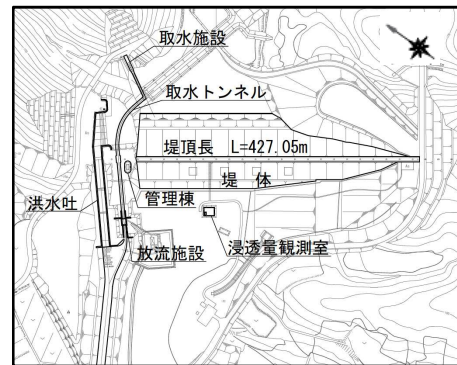 取水施設
取水トンネル
堤頂長 L=427.05m
堤 体
洪水吐
管理棟
放流施設
浸透量観測室